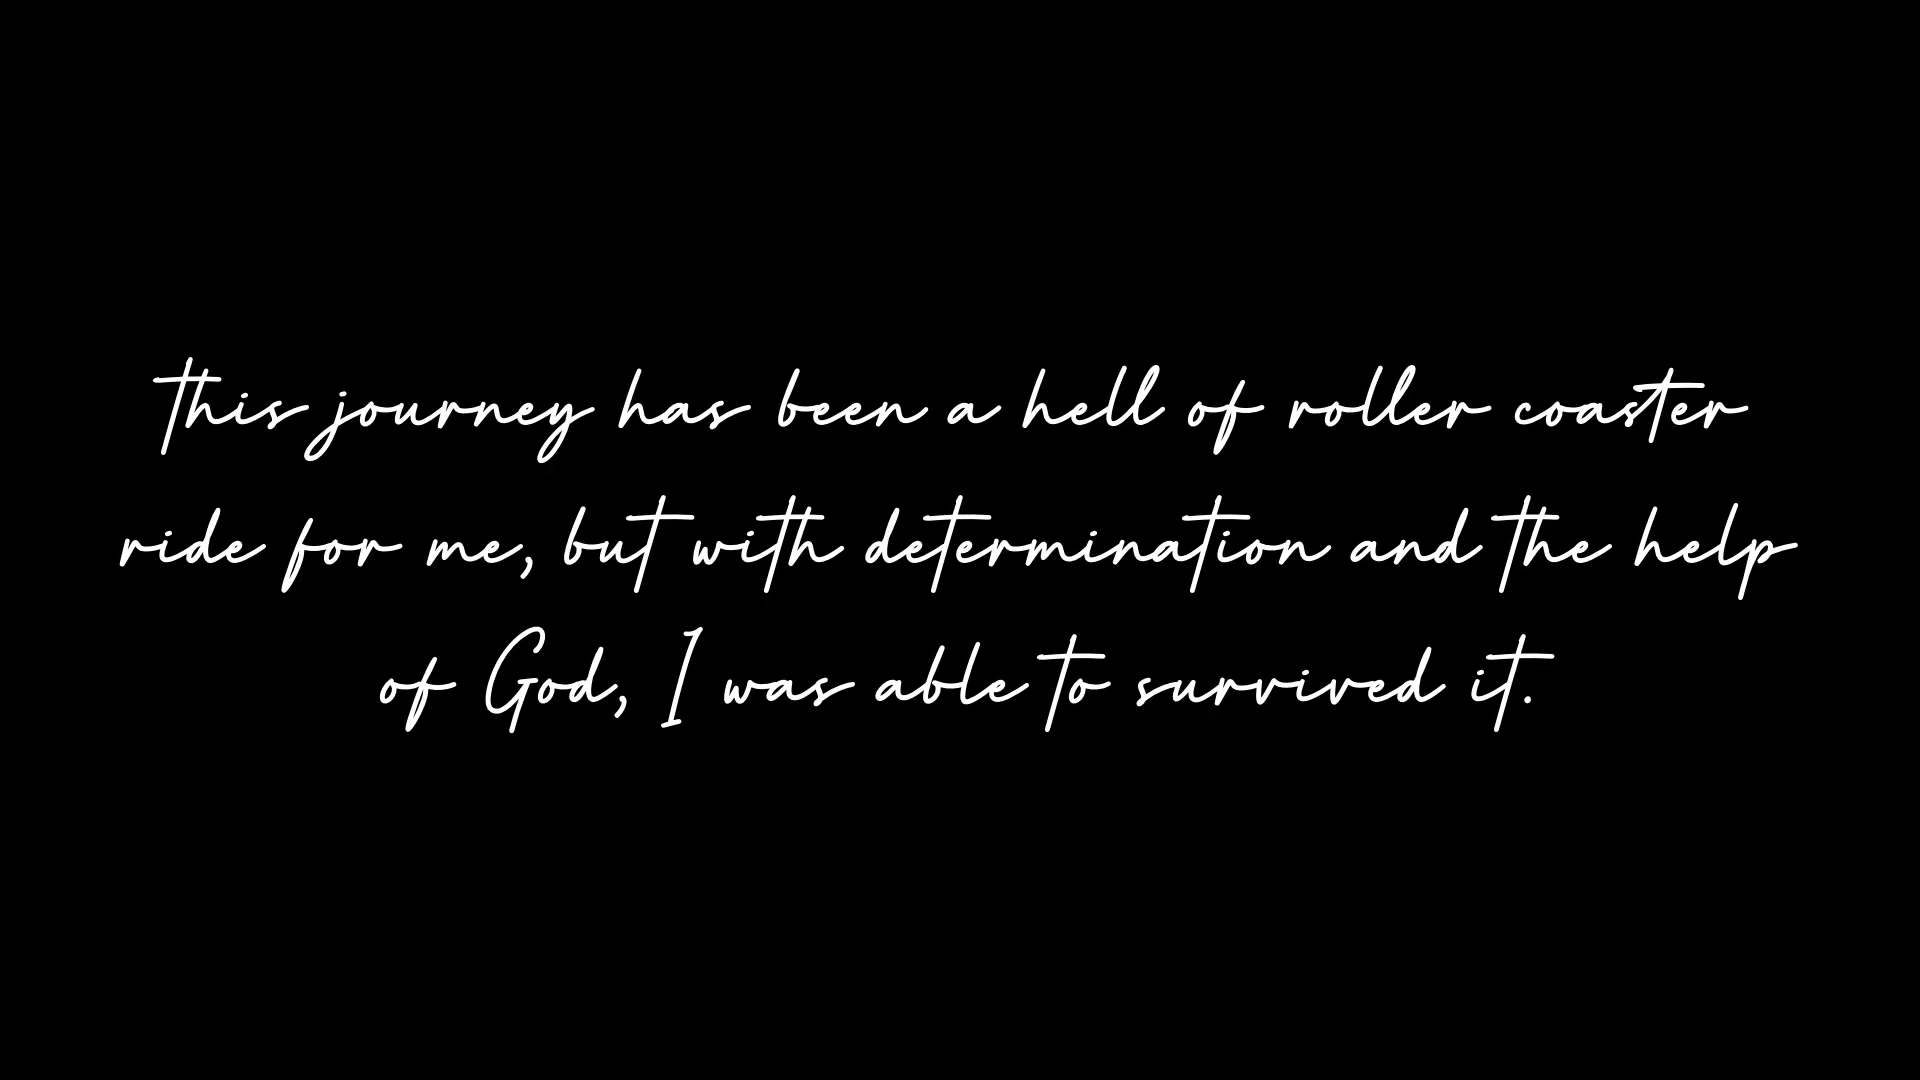 this journey has been a hell of roller coaster
ride for me, but with determination and the help
of God, I was able to survived it.